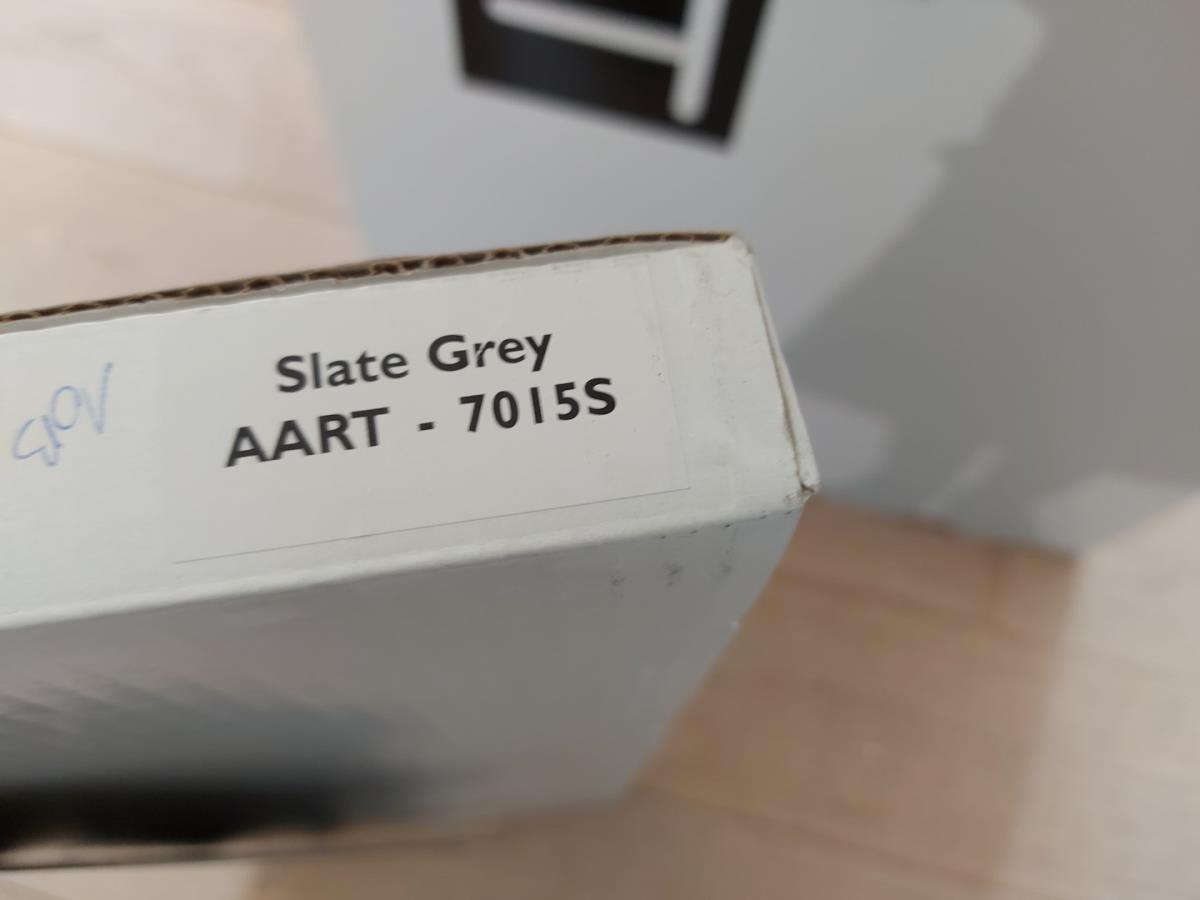 Slate Grey
AART - 7015S